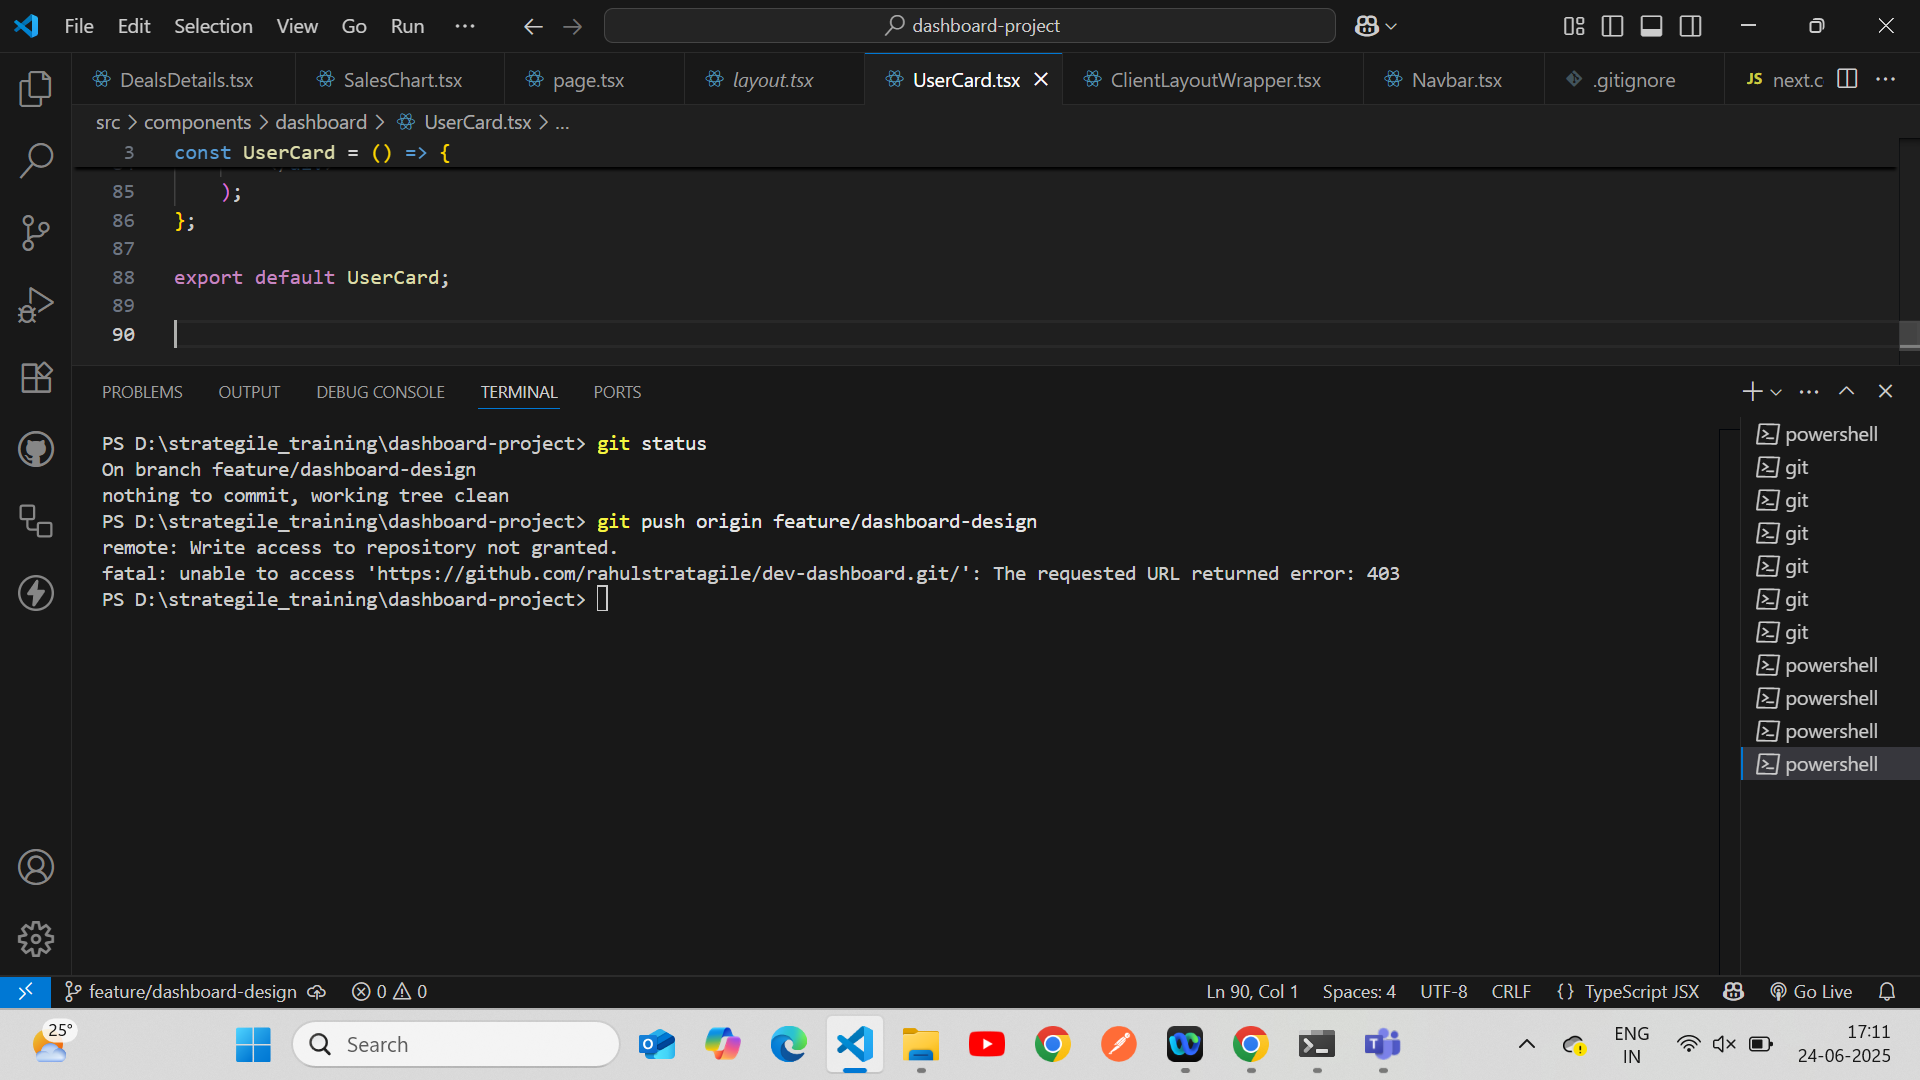 File Edit Selection View Go Run ···
dashboard-project
DealsDetails.tsx SalesChart.tsx page.tsx layout.tsx UserCard.tsx ClientLayoutWrapper.tsx Navbar.tsx .gitignore JS next.c
src > components > dashboard > UserCard.tsx > ...
3 const UserCard = () => {
85 );
86 };
87
88 export default UserCard;
89
90
PROBLEMS OUTPUT DEBUG CONSOLE TERMINAL PORTS
PS D:\strategile_training\dashboard-project> git status
On branch feature/dashboard-design
nothing to commit, working tree clean
PS D:\strategile_training\dashboard-project> git push origin feature/dashboard-design
remote: Write access to repository not granted.
fatal: unable to access 'https://github.com/rahulstratagile/dev-dashboard.git/': The requested URL returned error: 403
PS D:\strategile_training\dashboard-project>
powershell
git
git
git
git
git
git
powershell
powershell
powershell
powershell
feature/dashboard-design 0 0 Ln 90, Col 1 Spaces: 4 UTF-8 CRLF {} TypeScript JSX Go Live
25°
Search
ENG
IN
17:11
24-06-2025